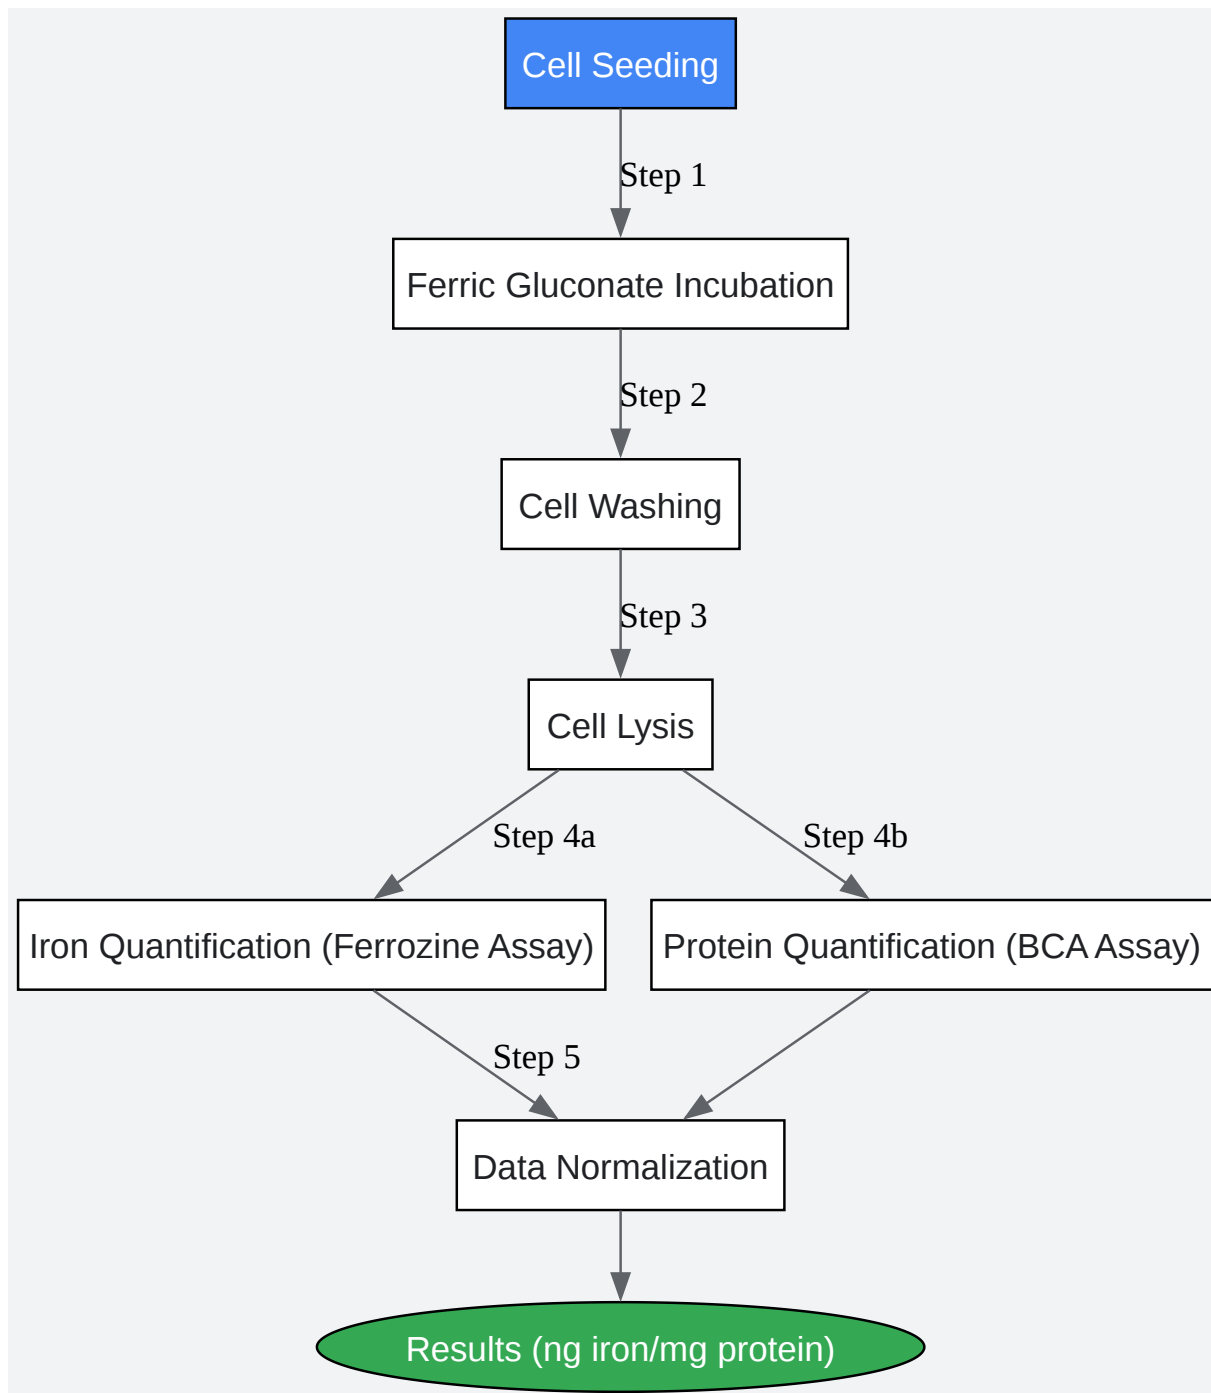 Cell Seeding
Step 1
Ferric Gluconate Incubation
Step 2
Cell Washing
Step 3
Cell Lysis
Step 4a
Step 4b
Iron Quantification (Ferrozine Assay)
Protein Quantification (BCA Assay)
Step 5
Data Normalization
Results (ng iron/mg protein)